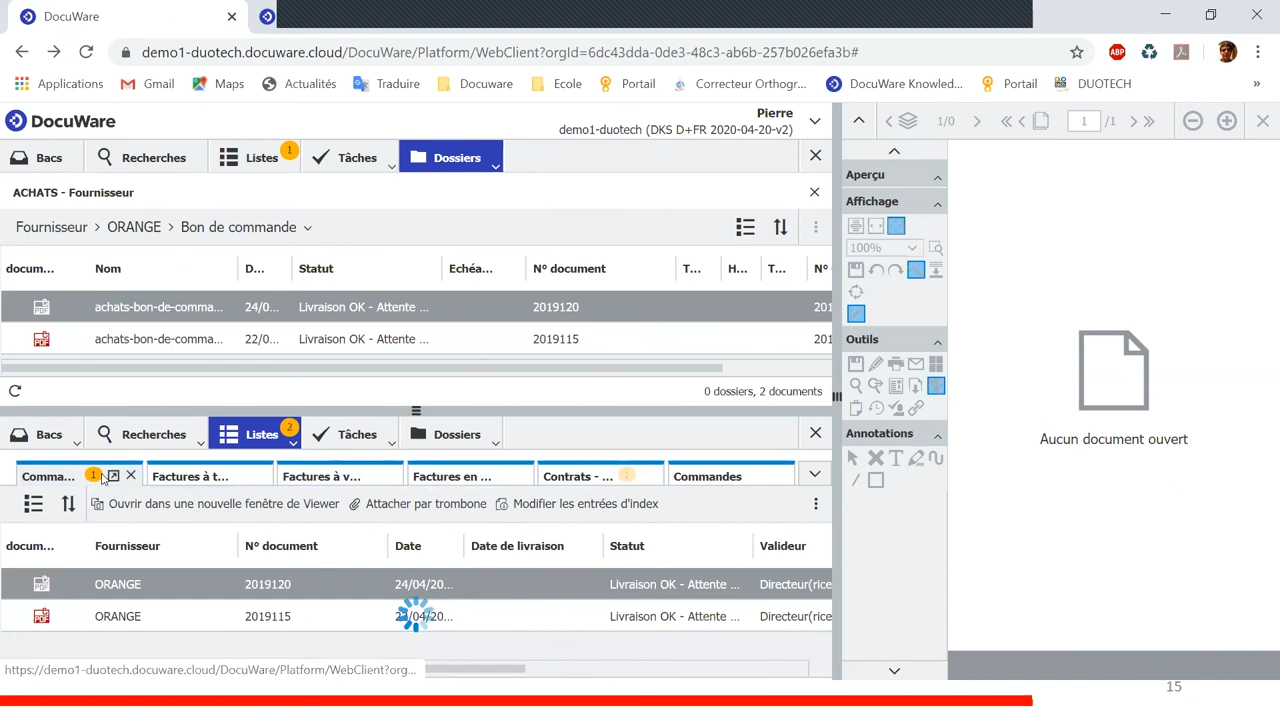 DocuWare
demo1-duotech.docuware.cloud/DocuWare/Platform/WebClient?orgId=6dc43dda-0de3-48c3-ab6b-257b026efa3b#
ABP
Applications Gmail Maps Actualités Traduire Docuware Ecole Portail Correcteur Orthogr... DocuWare Knowled... Portail DUOTECH »
DocuWare
Pierre
demo1-duotech (DKS D+FR 2020-04-20-v2)
Bacs Recherches Listes 1 Tâches Dossiers
ACHATS - Fournisseur
Fournisseur > ORANGE > Bon de commande
docum... Nom D... Statut Echéa... N° document T... H... T... N°
achats-bon-de-comma... 24/0... Livraison OK - Attente ... 2019120 201
achats-bon-de-comma... 22/0... Livraison OK - Attente ... 2019115 201
0 dossiers, 2 documents
Bacs Recherches Listes 2 Tâches Dossiers
Comma... 1 Factures à t... Factures à v... Factures en ... Contrats - ... Commandes
Ouvrir dans une nouvelle fenêtre de Viewer Attacher par trombone Modifier les entrées d'index
docum... Fournisseur N° document Date Date de livraison Statut Valideur
ORANGE 2019120 24/04/20... Livraison OK - Attente ... Directeur(rice
ORANGE 2019115 /04/20... Livraison OK - Attente ... Directeur(rice
https://demo1-duotech.docuware.cloud/DocuWare/Platform/WebClient?org...
1/0 1 /1
Aperçu
Affichage
100%
Outils
Annotations
Aucun document ouvert
15